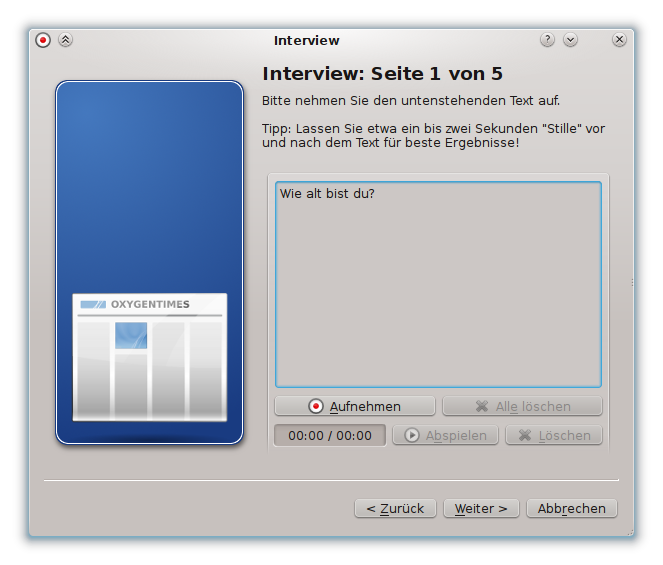 Interview
Interview: Seite 1 von 5
Bitte nehmen Sie den untenstehenden Text auf.
Tipp: Lassen Sie etwa ein bis zwei Sekunden "Stille" vor
und nach dem Text für beste Ergebnisse!
Wie alt bist du?
OXYGENTIMES
Aufnehmen
Alle löschen
00:00 / 00:00
Abspielen
Löschen
< Zurück
Weiter >
Abbrechen